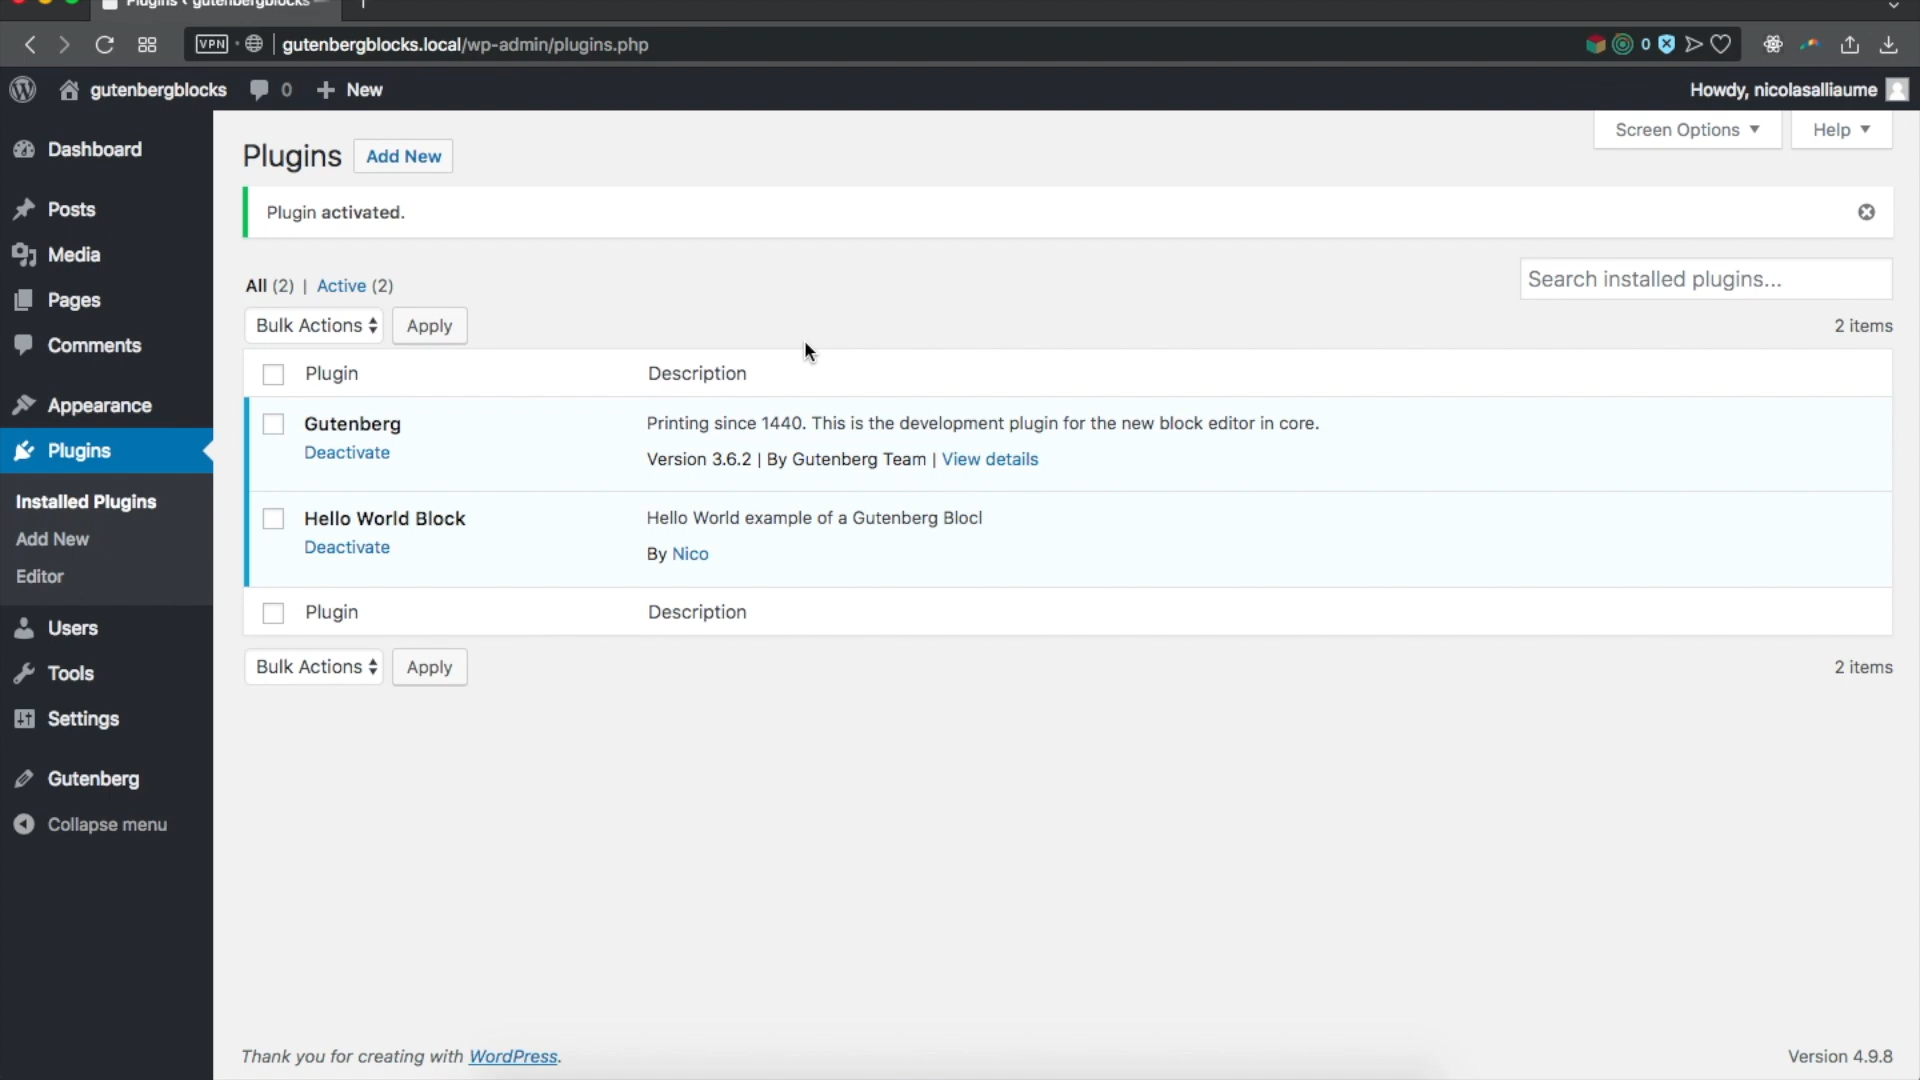 Plugins ‹ gutenbergblocks —
VPN gutenbergblocks.local/wp-admin/plugins.php 0
gutenbergblocks 0 + New Howdy, nicolasalliaume
Screen Options Help
Dashboard
Posts
Media
Pages
Comments
Appearance
Plugins
Installed Plugins
Add New
Editor
Users
Tools
Settings
Gutenberg
Collapse menu
Plugins Add New
Plugin activated.
All (2) | Active (2)
Search installed plugins...
Bulk Actions Apply 2 items
Plugin Description
Gutenberg Printing since 1440. This is the development plugin for the new block editor in core.
Deactivate Version 3.6.2 | By Gutenberg Team | View details
Hello World Block Hello World example of a Gutenberg Blocl
Deactivate By Nico
Plugin Description
Bulk Actions Apply 2 items
Thank you for creating with WordPress. Version 4.9.8